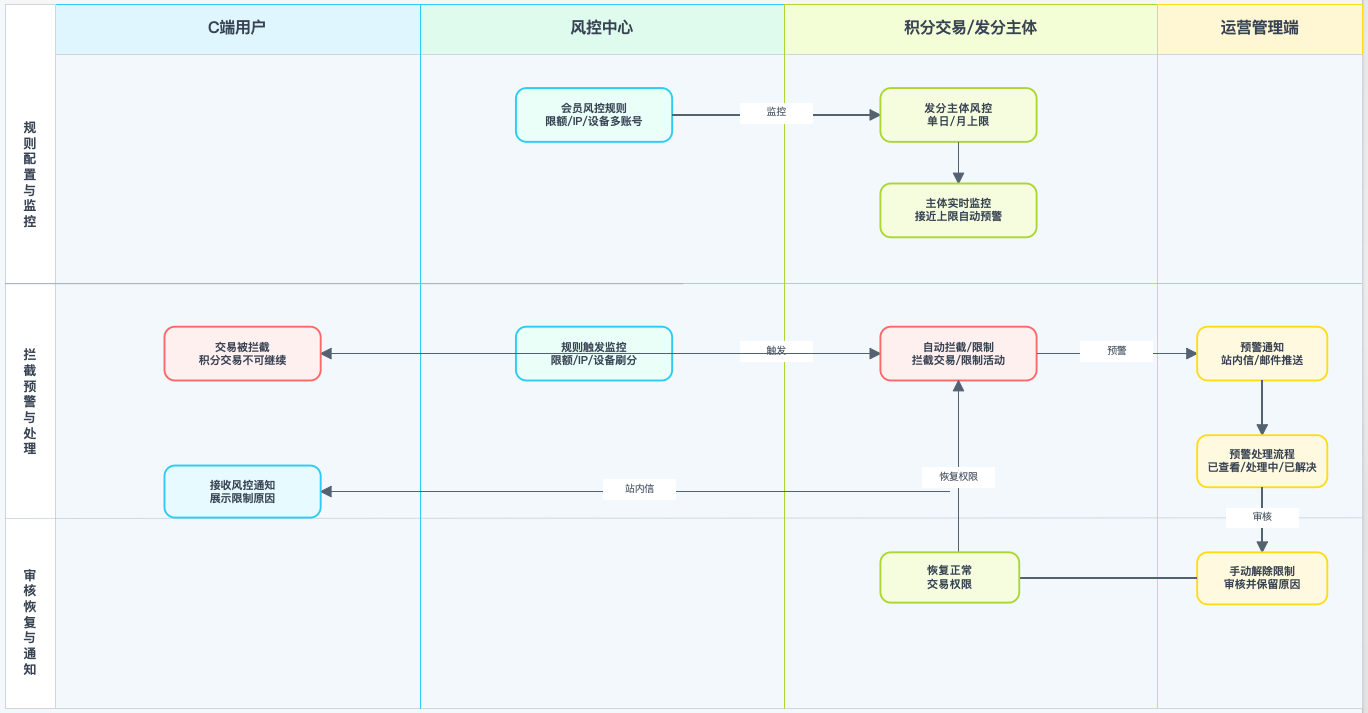 C端用户
风控中心
积分交易/发分主体
运营管理端
规则配置与监控
会员风控规则
限额/IP/设备多账号
监控
发分主体风控
单日/月上限
主体实时监控
接近上限自动预警
拦截预警与处理
交易被拦截
积分交易不可继续
规则触发监控
限额/IP/设备刷分
触发
自动拦截/限制
拦截交易/限制活动
预警
预警通知
站内信/邮件推送
预警处理流程
已查看/处理中/已解决
接收风控通知
展示限制原因
站内信
恢复权限
审核
审核恢复与通知
恢复正常
交易权限
手动解除限制
审核并保留原因